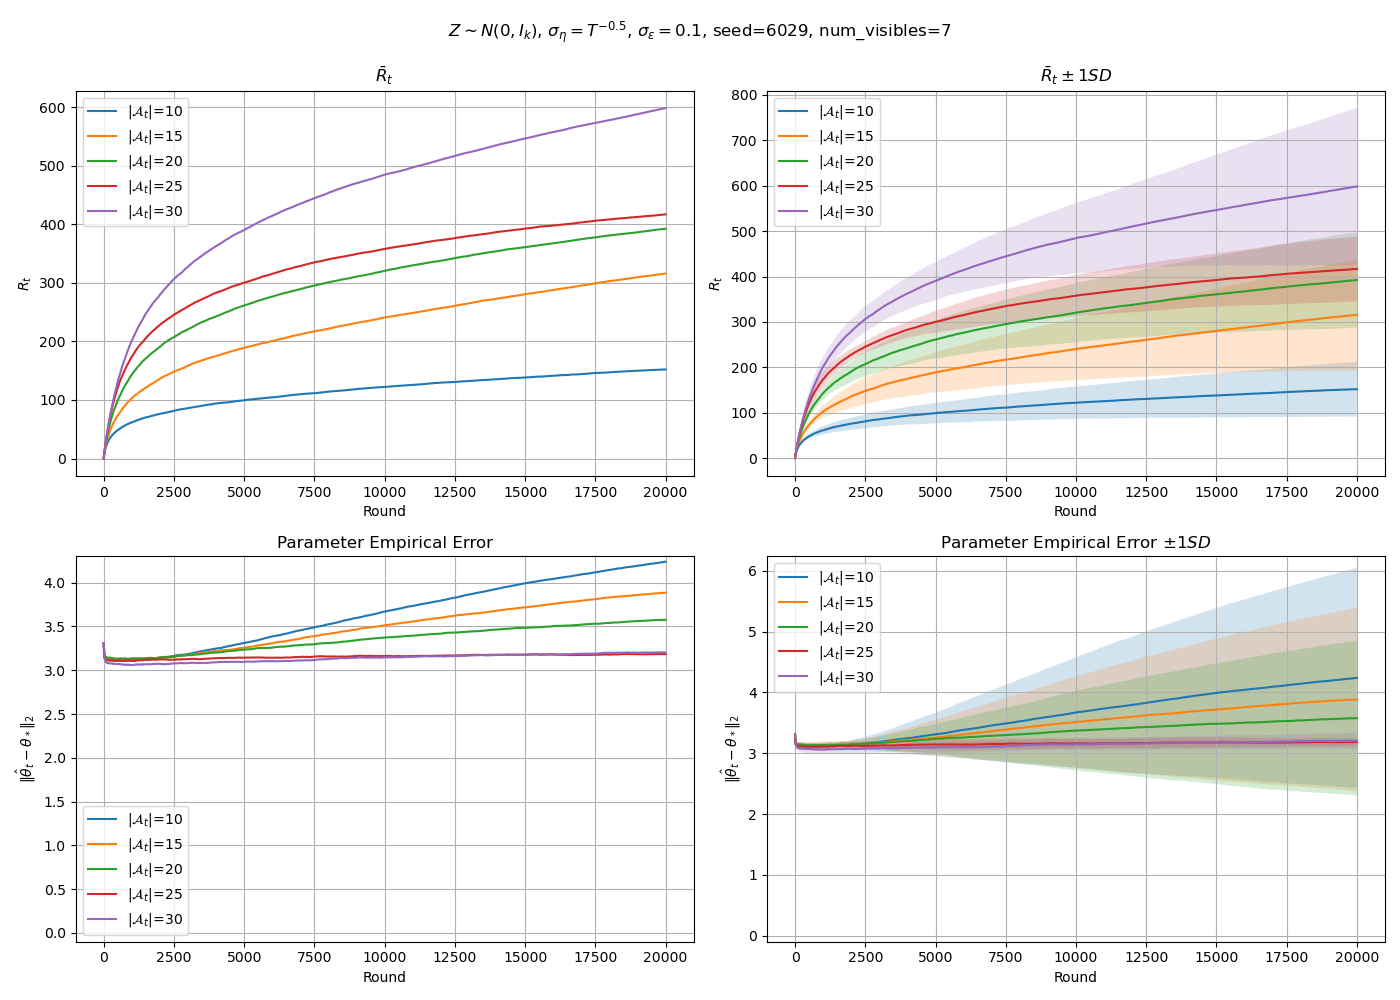 Z ∼ N(0, I_k), σ_η = T^{−0.5}, σ_ε = 0.1, seed=6029, num_visibles=7
R̄_t
R_t
600
500
400
300
200
100
0
|𝒜_t|=10
|𝒜_t|=15
|𝒜_t|=20
|𝒜_t|=25
|𝒜_t|=30
0 2500 5000 7500 10000 12500 15000 17500 20000
Round
R̄_t ± 1SD
R_t
800
700
600
500
400
300
200
100
0
|𝒜_t|=10
|𝒜_t|=15
|𝒜_t|=20
|𝒜_t|=25
|𝒜_t|=30
0 2500 5000 7500 10000 12500 15000 17500 20000
Round
Parameter Empirical Error
‖θ̂_t − θ_*‖_2
4.0
3.5
3.0
2.5
2.0
1.5
1.0
0.5
0.0
|𝒜_t|=10
|𝒜_t|=15
|𝒜_t|=20
|𝒜_t|=25
|𝒜_t|=30
0 2500 5000 7500 10000 12500 15000 17500 20000
Round
Parameter Empirical Error ±1SD
‖θ̂_t − θ_*‖_2
6
5
4
3
2
1
0
|𝒜_t|=10
|𝒜_t|=15
|𝒜_t|=20
|𝒜_t|=25
|𝒜_t|=30
0 2500 5000 7500 10000 12500 15000 17500 20000
Round